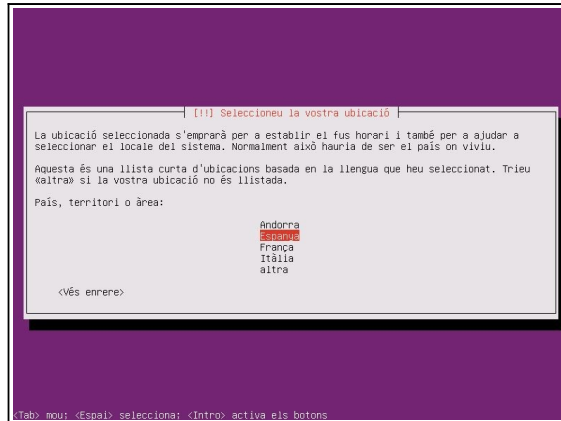 [!!] Seleccioneu la vostra ubicació
La ubicació seleccionada s'emprarà per a establir el fus horari i també per a ajudar a
seleccionar el locale del sistema. Normalment això hauria de ser el país on viviu.
Aquesta és una llista curta d'ubicacions basada en la llengua que heu seleccionat. Trieu
«altra» si la vostra ubicació no és llistada.
País, territori o àrea:
Andorra
Espanya
França
Itàlia
altra
<Vés enrere>
<Tab> mou; <Espai> selecciona; <Intro> activa els botons